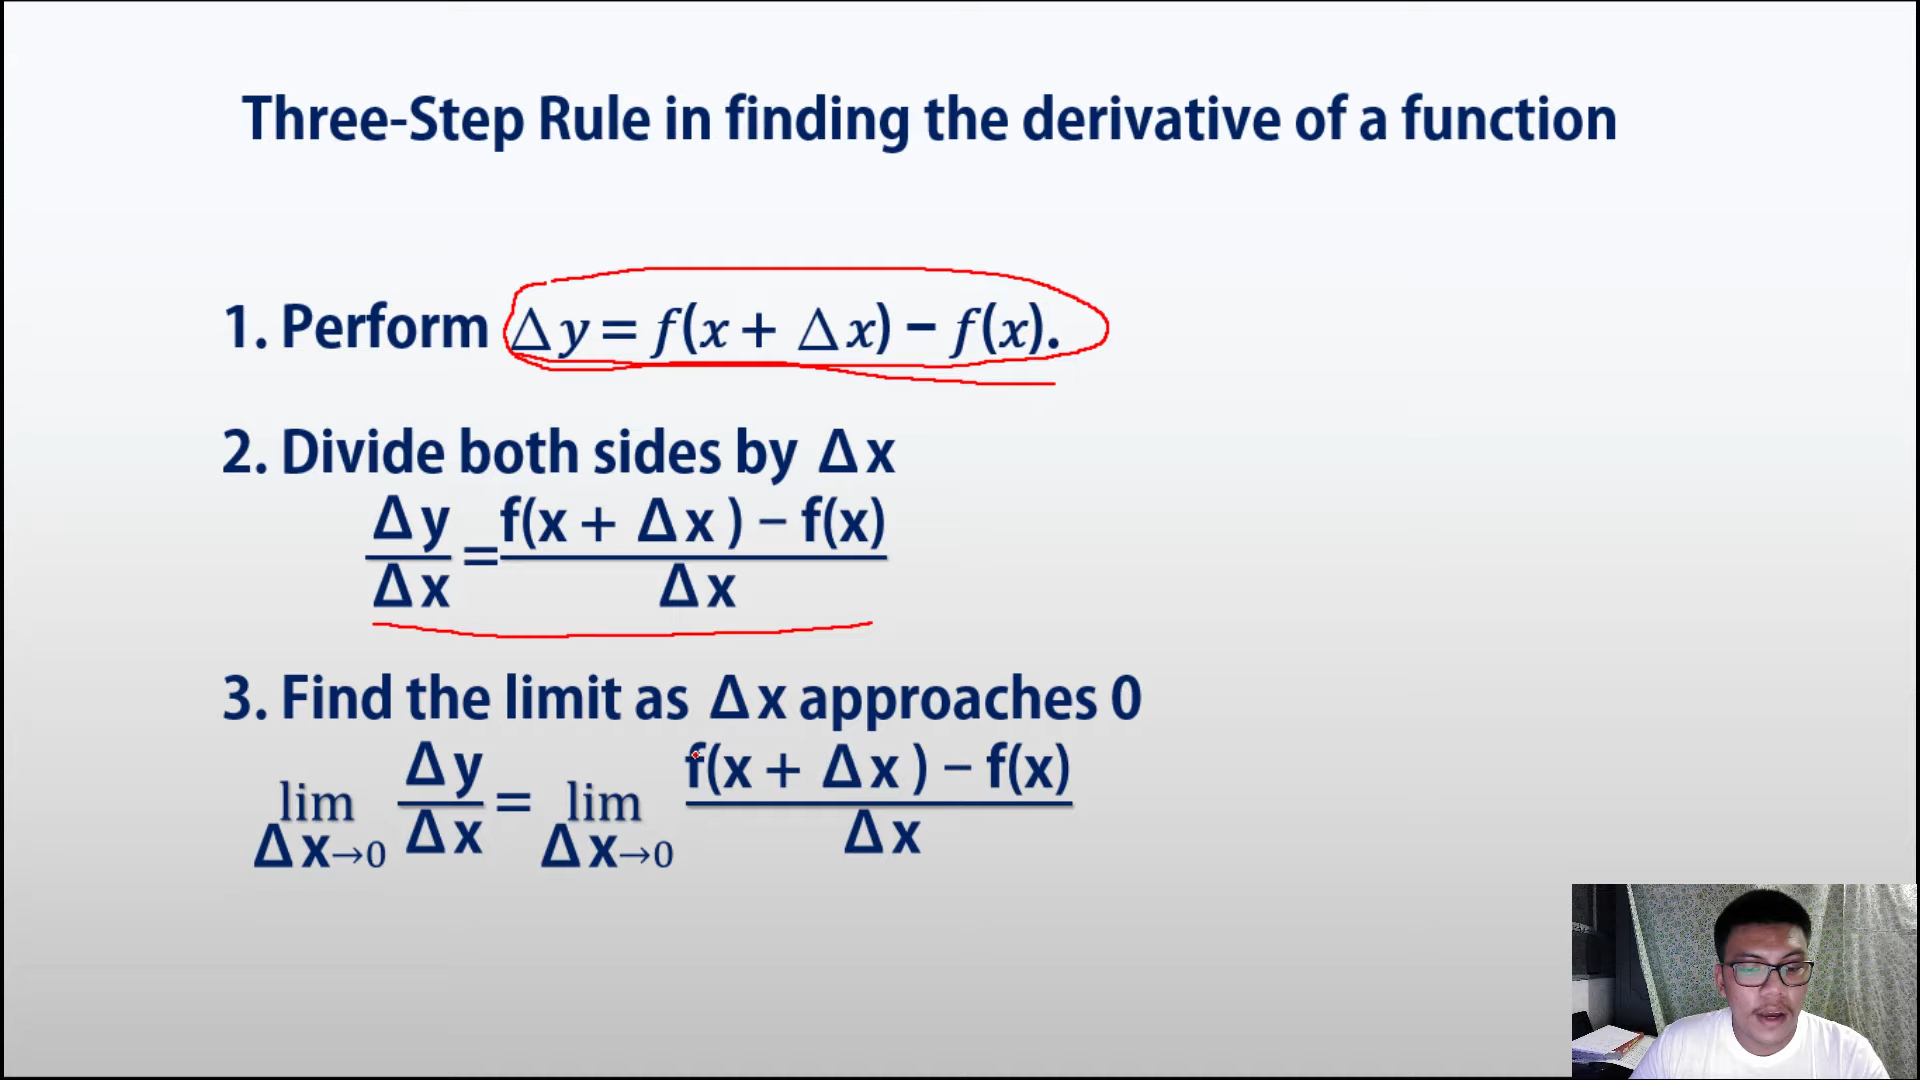 Three-Step Rule in finding the derivative of a function
1. Perform Δy = f(x + Δx) − f(x).
2. Divide both sides by Δx
Δy/Δx = f(x + Δx) − f(x)/Δx
3. Find the limit as Δx approaches 0
lim Δx→0 Δy/Δx = lim Δx→0 f(x + Δx) − f(x)/Δx